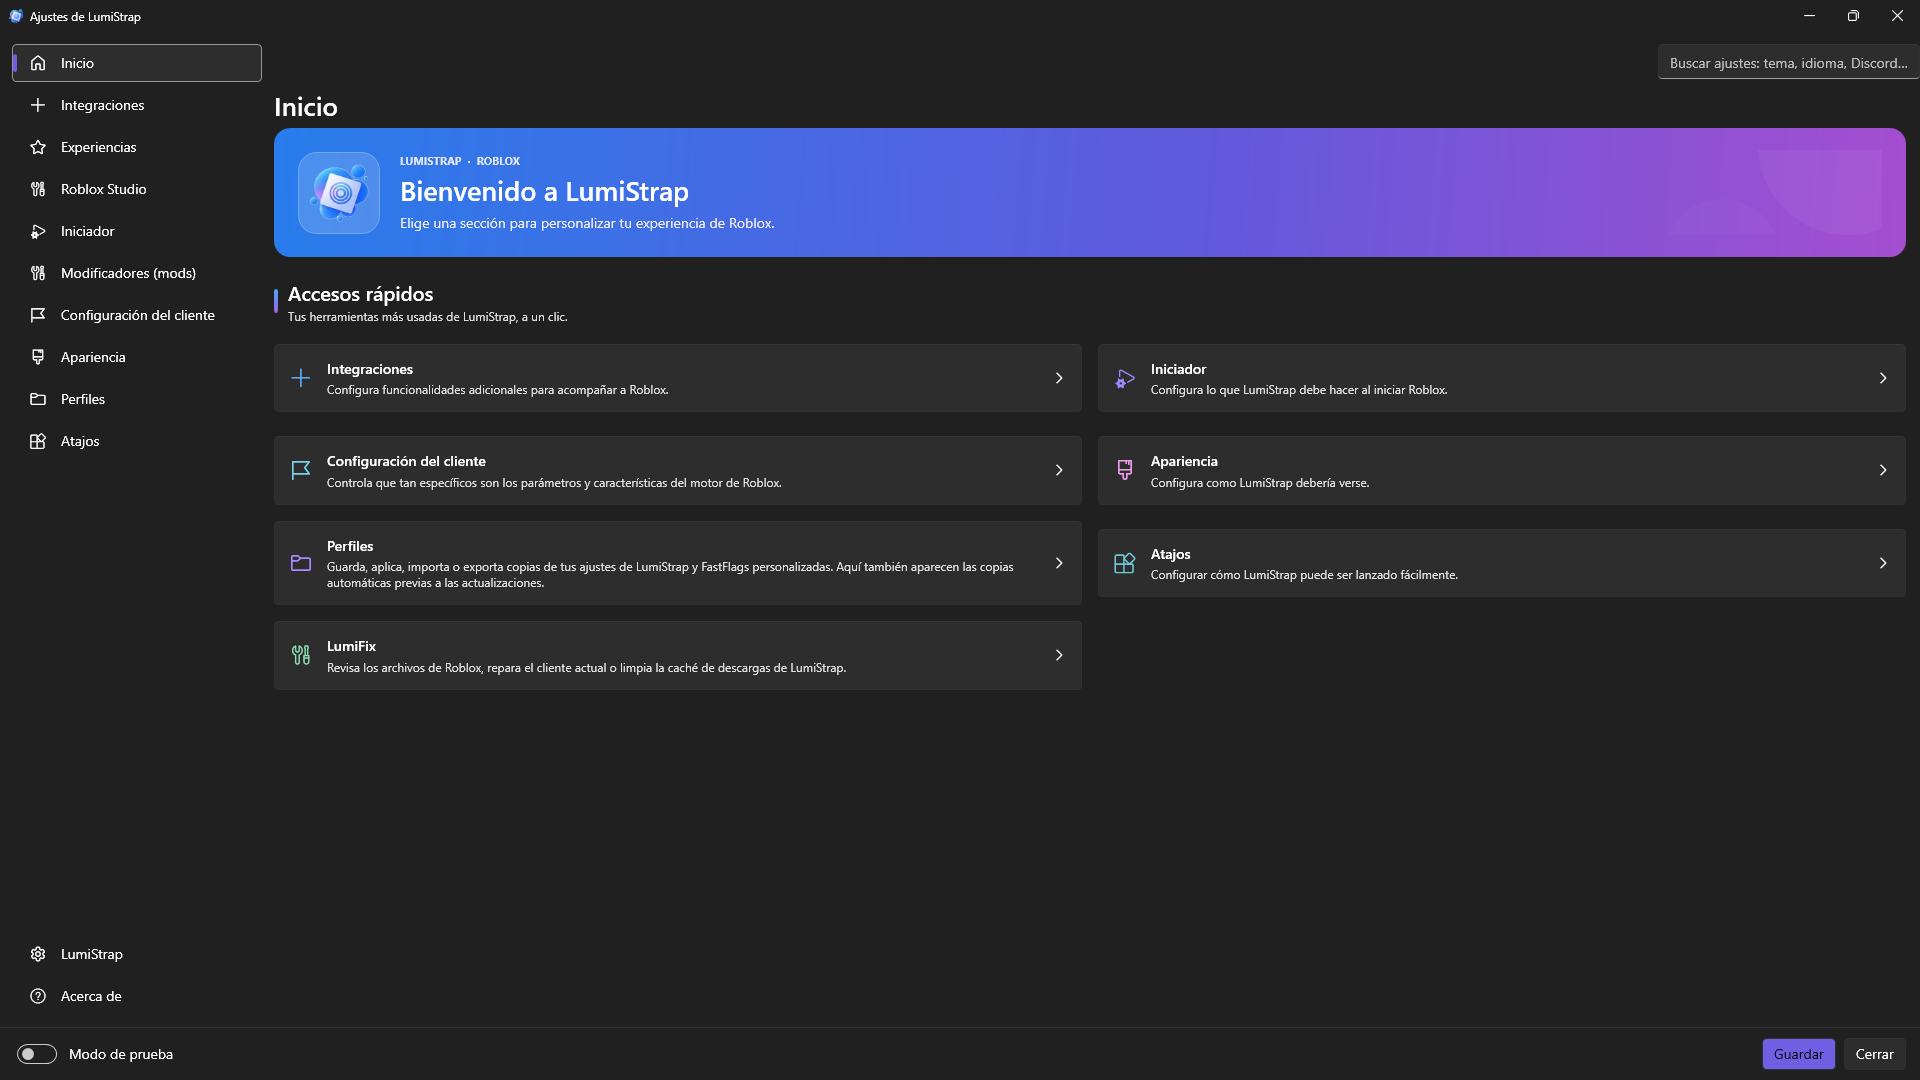 Ajustes de LumiStrap
Inicio
Buscar ajustes: tema, idioma, Discord...
Integraciones
Experiencias
Roblox Studio
Iniciador
Modificadores (mods)
Configuración del cliente
Apariencia
Perfiles
Atajos
LumiStrap
Acerca de
Inicio
LUMISTRAP · ROBLOX
Bienvenido a LumiStrap
Elige una sección para personalizar tu experiencia de Roblox.
Accesos rápidos
Tus herramientas más usadas de LumiStrap, a un clic.
Integraciones
Configura funcionalidades adicionales para acompañar a Roblox.
Iniciador
Configura lo que LumiStrap debe hacer al iniciar Roblox.
Configuración del cliente
Controla que tan específicos son los parámetros y características del motor de Roblox.
Apariencia
Configura como LumiStrap debería verse.
Perfiles
Guarda, aplica, importa o exporta copias de tus ajustes de LumiStrap y FastFlags personalizadas. Aquí también aparecen las copias
automáticas previas a las actualizaciones.
Atajos
Configurar cómo LumiStrap puede ser lanzado fácilmente.
LumiFix
Revisa los archivos de Roblox, repara el cliente actual o limpia la caché de descargas de LumiStrap.
Modo de prueba
Guardar
Cerrar